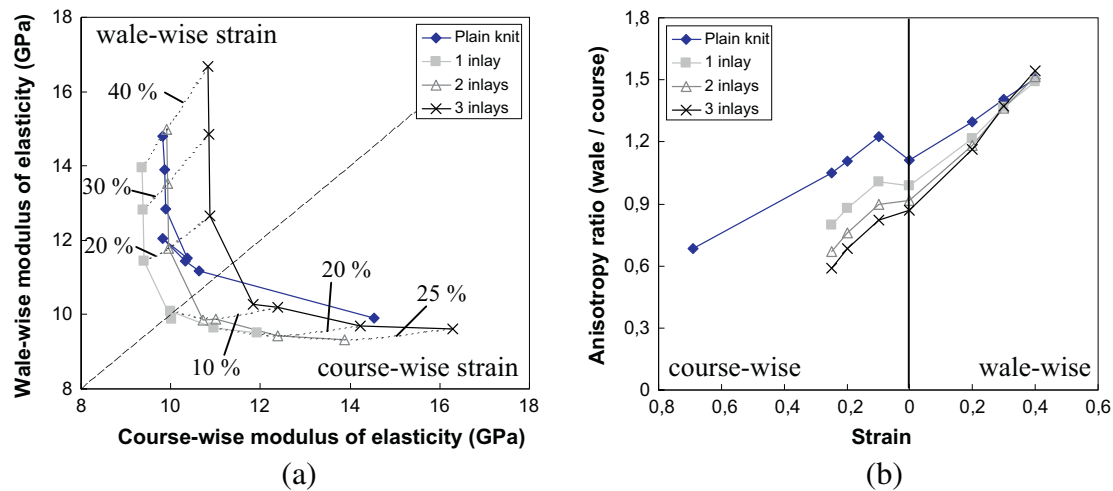 wale-wise strain
Plain knit
1 inlay
2 inlays
3 inlays
40 %
30 %
20 %
20 %
25 %
10 %
course-wise strain
18
16
14
12
10
8
8 10 12 14 16 18
Wale-wise modulus of elasticity (GPa)
Course-wise modulus of elasticity (GPa)
(a)
Plain knit
1 inlay
2 inlays
3 inlays
1,8
1,5
1,2
0,9
0,6
0,3
0
course-wise wale-wise
0,8 0,6 0,4 0,2 0 0,2 0,4 0,6
Anisotropy ratio (wale / course)
Strain
(b)